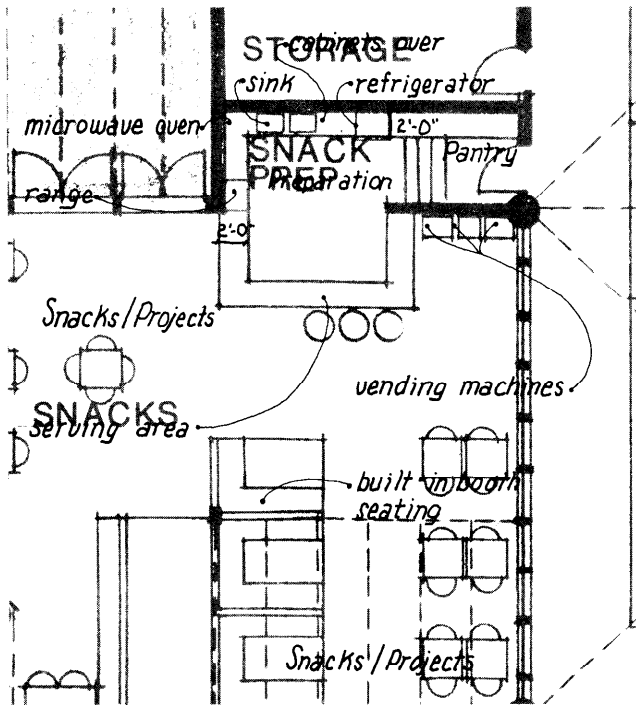 STORAGE
cabinets over
sink
refrigerator
microwave oven
2'-0"
SNACK
PREP
Pantry
Preparation
range
2'-0
Snacks/Projects
vending machines
SNACKS
serving area
built in booth
seating
Snacks/Projects